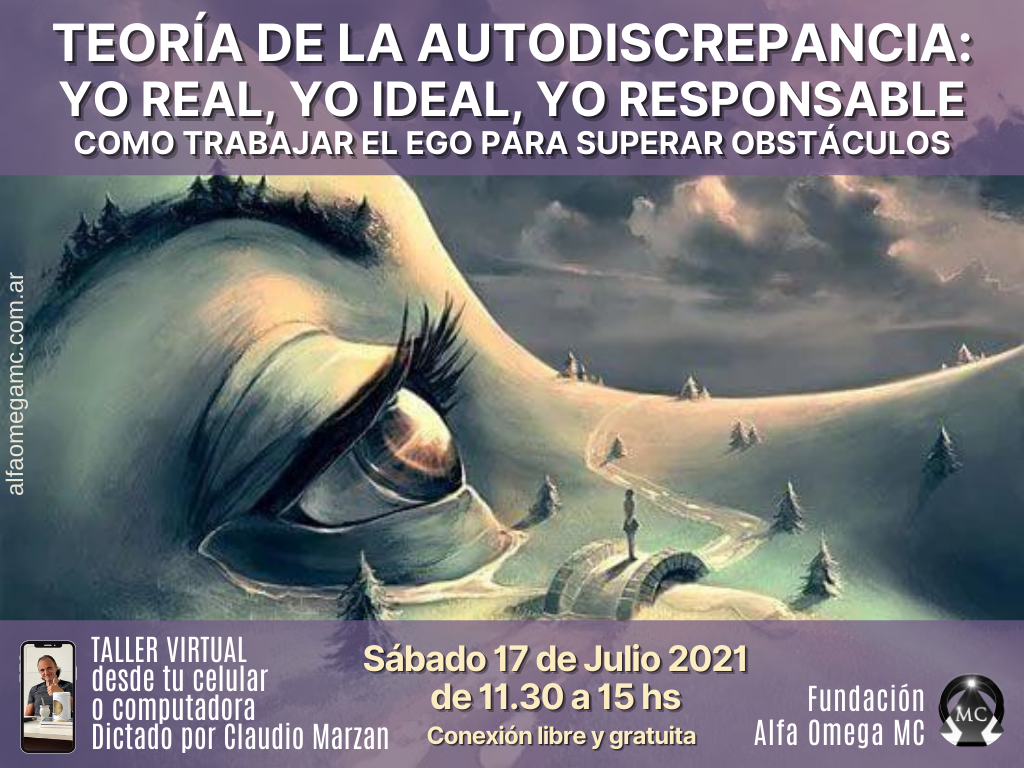 TEORÍA DE LA AUTODISCREPANCIA:
YO REAL, YO IDEAL, YO RESPONSABLE
COMO TRABAJAR EL EGO PARA SUPERAR OBSTÁCULOS
alfaomegamc.com.ar
TALLER VIRTUAL
desde tu celular
o computadora
Dictado por Claudio Marzan
Sábado 17 de Julio 2021
de 11.30 a 15 hs
Conexión libre y gratuita
Fundación
Alfa Omega MC
MC